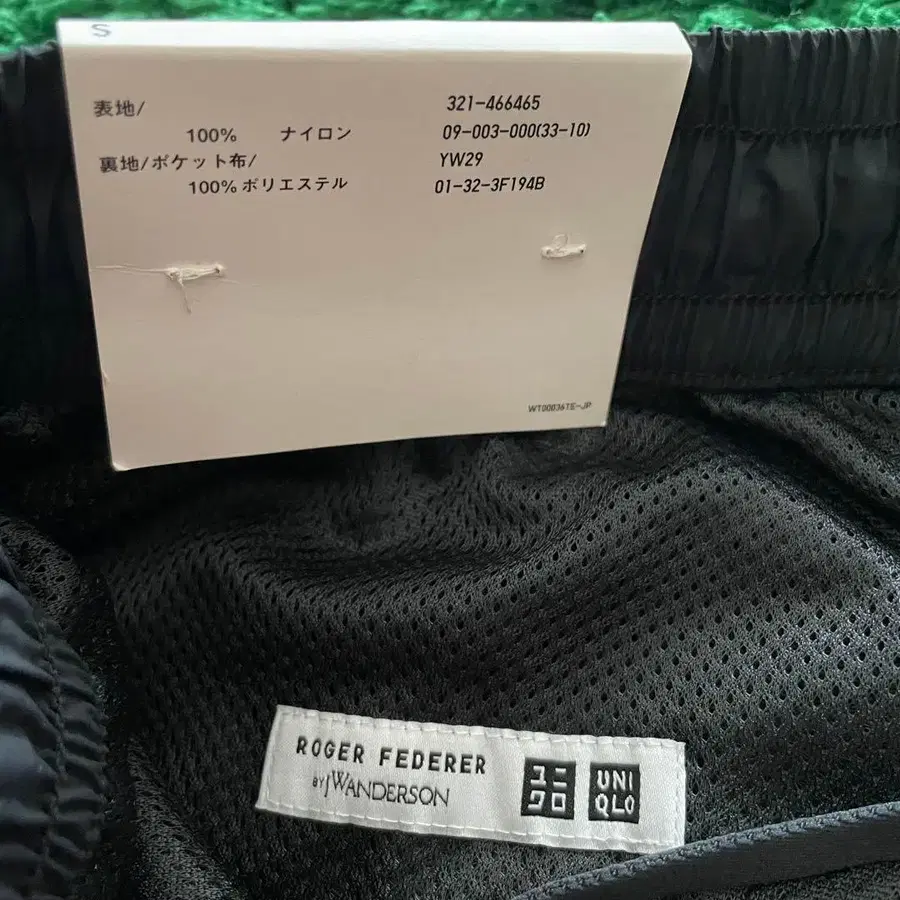 S
表地/
100% ナイロン
裏地/ポケット布/
100% ポリエステル
321-466465
09-003-000(33-10)
YW29
01-32-3F194B
WT00036TE-JP
ROGER FEDERER
BY JWANDERSON
ユニ
クロ
UNI
QLO